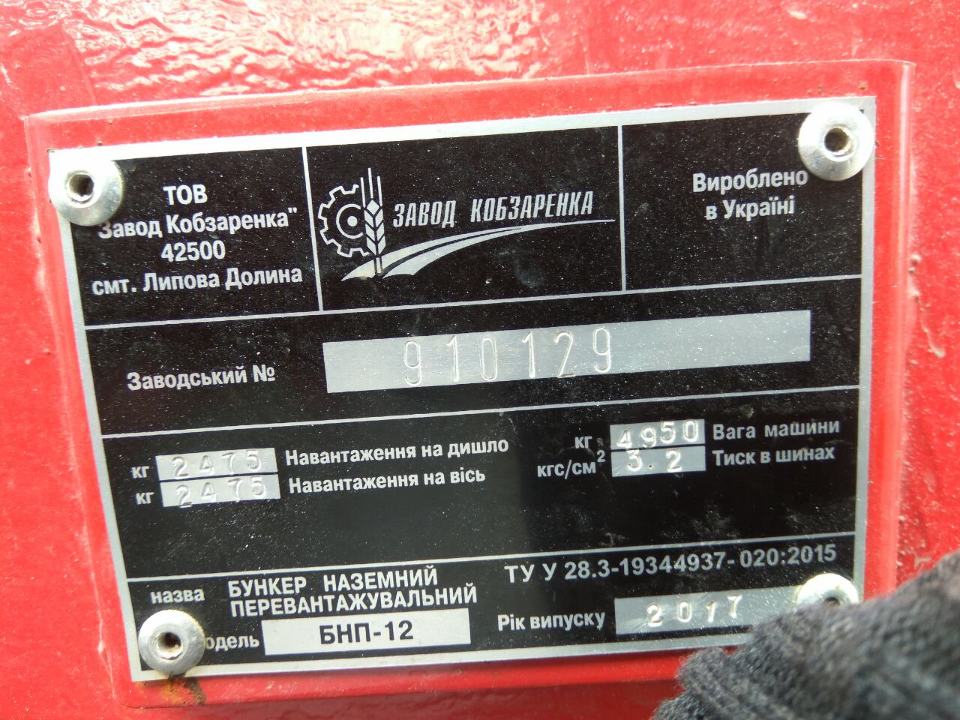 ТОВ
"Завод Кобзаренка"
42500
смт. Липова Долина
ЗАВОД КОБЗАРЕНКА
Вироблено
в Україні
Заводський № 910129
кг 2475 Навантаження на дишло
кг 2475 Навантаження на вісь
кг 4950 Вага машини
кгс/см² 3.2 Тиск в шинах
назва БУНКЕР НАЗЕМНИЙ
ПЕРЕВАНТАЖУВАЛЬНИЙ
модель БНП-12
ТУ У 28.3-19344937-020:2015
Рік випуску 2017